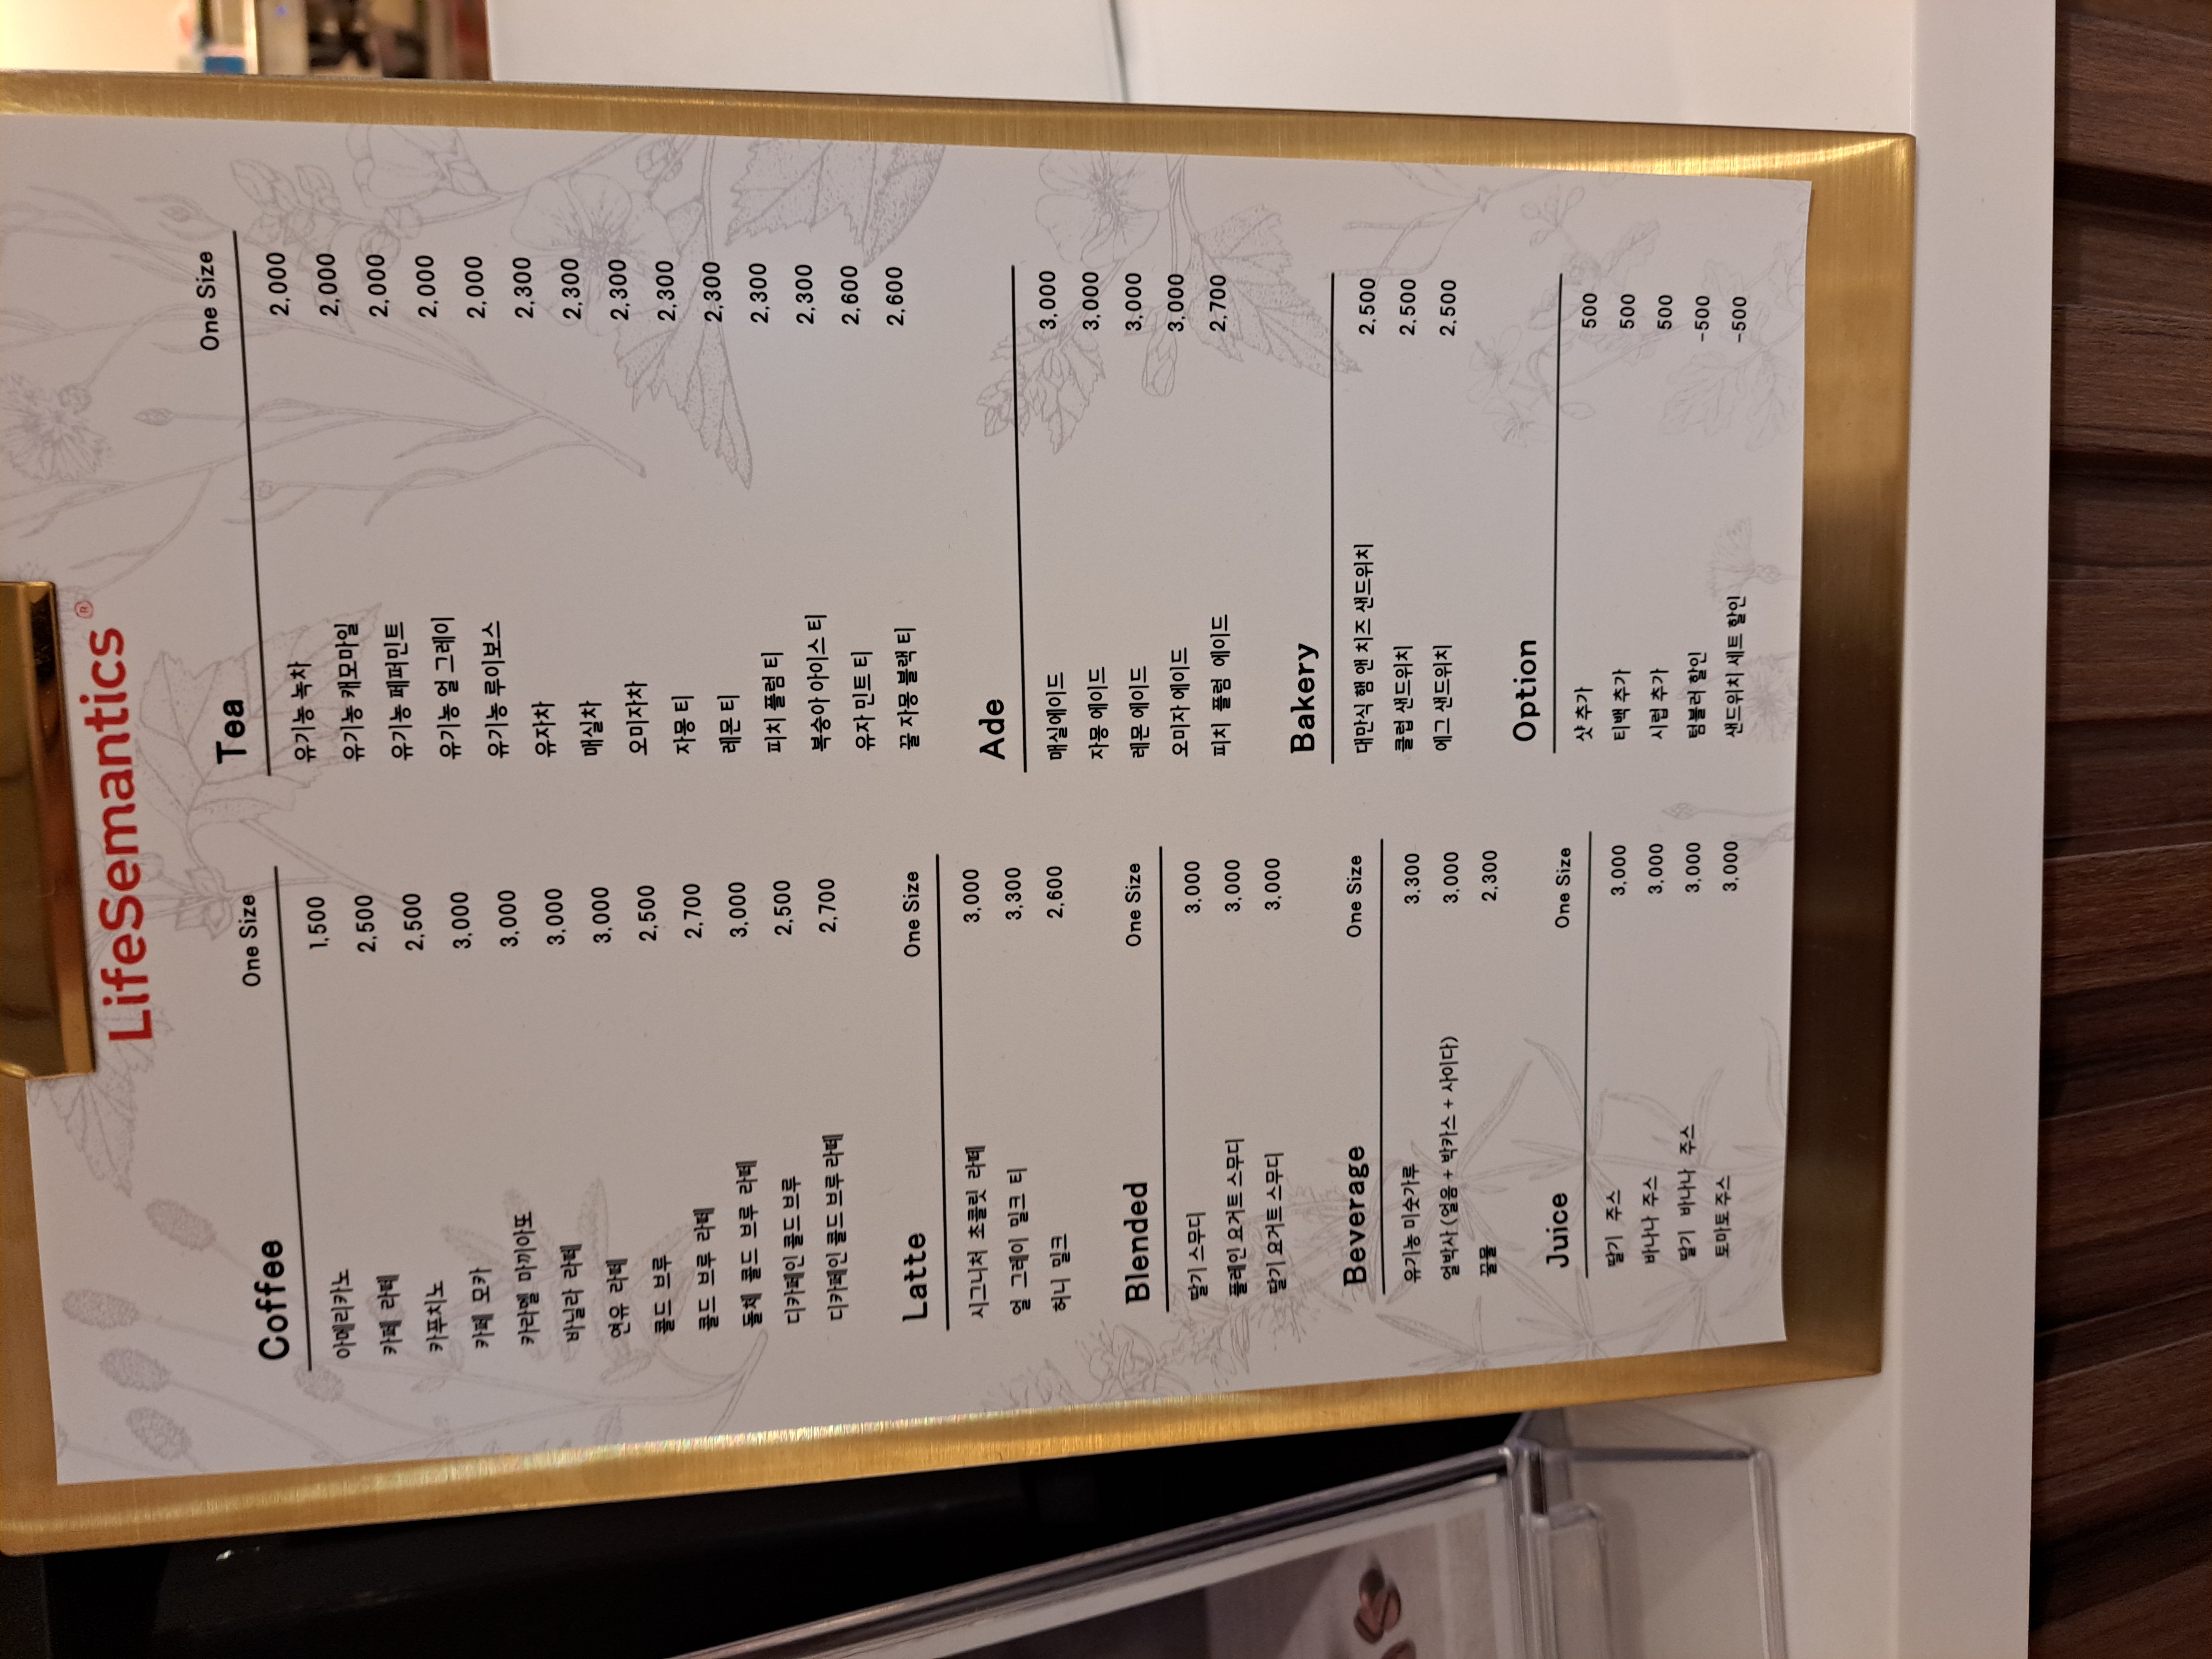 LifeSemantics®
Coffee One Size
아메리카노 1,500
카페 라떼 2,500
카푸치노 2,500
카페 모카 3,000
카라멜 마끼아또 3,000
바닐라 라떼 3,000
연유 라떼 3,000
콜드 브루 2,500
콜드 브루 라떼 2,700
돌체 콜드 브루 라떼 3,000
디카페인 콜드 브루 2,500
디카페인 콜드 브루 라떼 2,700
Latte One Size
시그니처 초콜릿 라떼 3,000
얼 그레이 밀크 티 3,300
허니 밀크 2,600
Blended One Size
딸기 스무디 3,000
플레인 요거트 스무디 3,000
딸기 요거트 스무디 3,000
Beverage One Size
유기농 미숫가루 3,300
얼박사 (얼음 + 박카스 + 사이다) 3,000
꿀물 2,300
Juice One Size
딸기 주스 3,000
바나나 주스 3,000
딸기 바나나 주스 3,000
토마토 주스 3,000
Tea One Size
유기농 녹차 2,000
유기농 캐모마일 2,000
유기농 페퍼민트 2,000
유기농 얼 그레이 2,000
유기농 루이보스 2,000
유자차 2,300
매실차 2,300
오미자차 2,300
자몽 티 2,300
레몬 티 2,300
피치 플럼 티 2,300
복숭아 아이스 티 2,300
유자 민트 티 2,600
꿀 자몽 블랙 티 2,600
Ade
매실에이드 3,000
자몽 에이드 3,000
레몬 에이드 3,000
오미자 에이드 3,000
피치 플럼 에이드 2,700
Bakery
대만식 햄 앤 치즈 샌드위치 2,500
클럽 샌드위치 2,500
에그 샌드위치 2,500
Option
샷 추가 500
티백 추가 500
시럽 추가 500
텀블러 할인 -500
샌드위치 세트 할인 -500